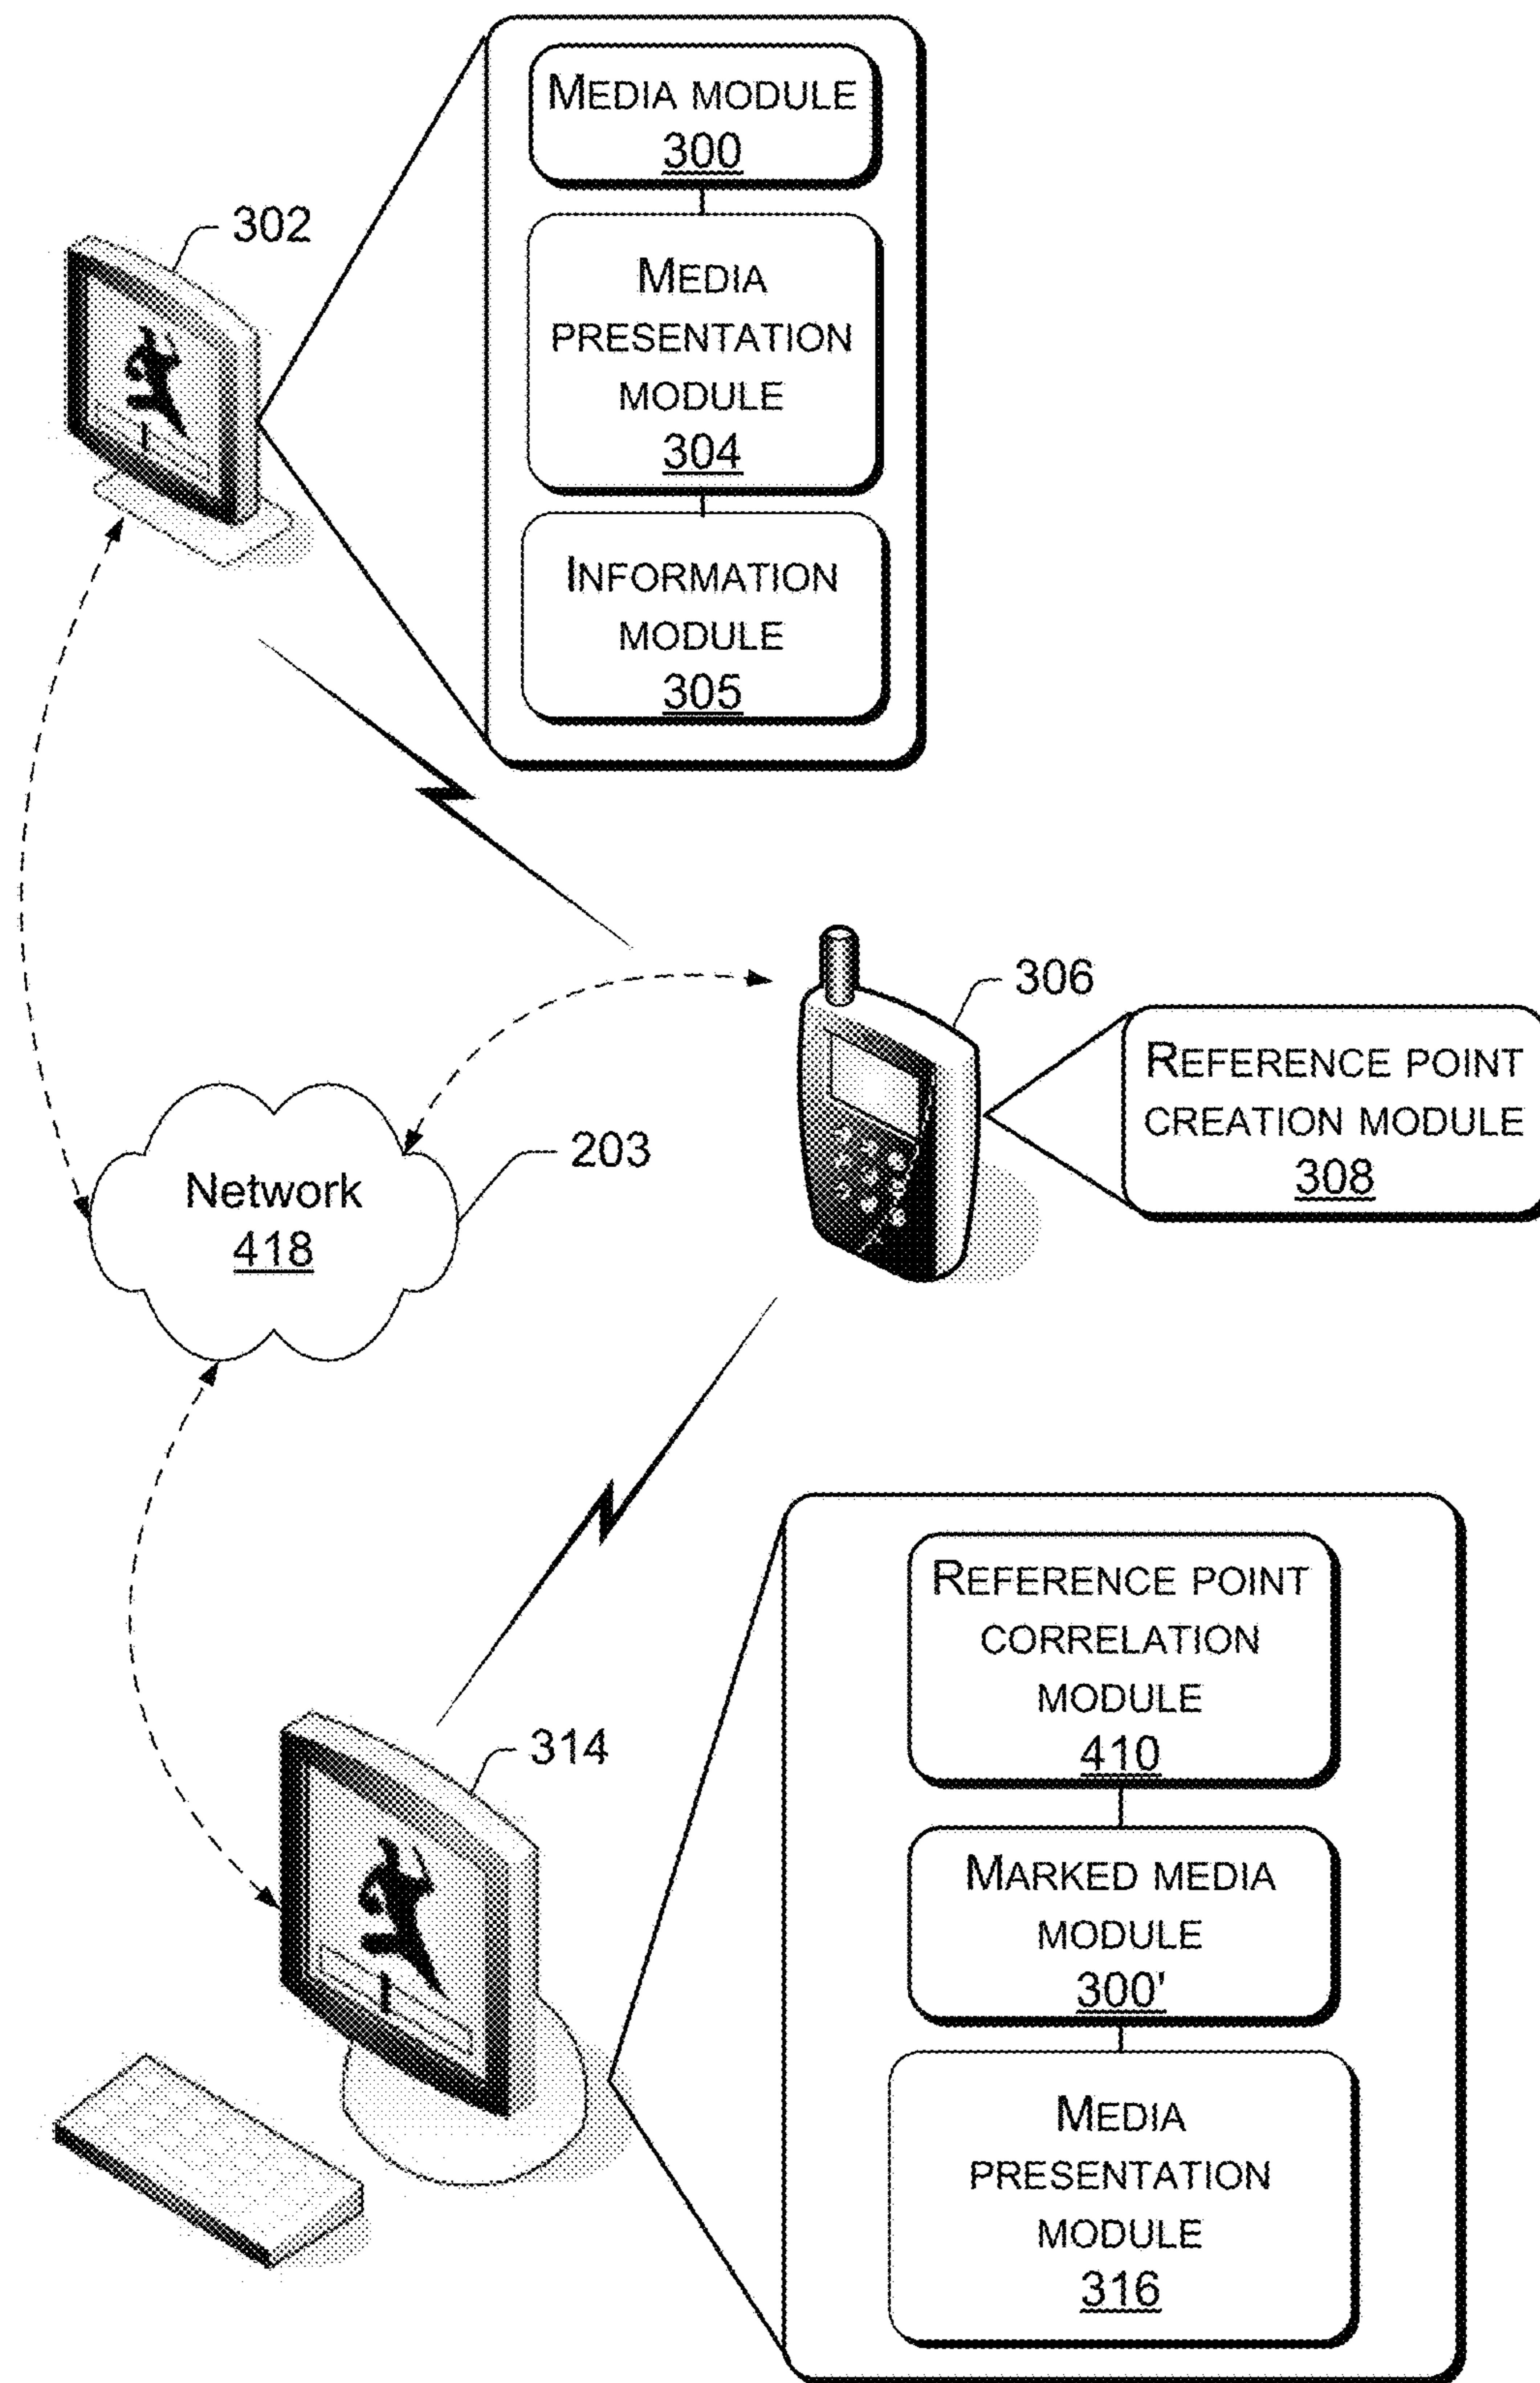 MEDIA MODULE
300
302
MEDIA
PRESENTATION
MODULE
304
INFORMATION
MODULE
305
306
REFERENCE POINT
CREATION MODULE
308
203
Network
418
REFERENCE POINT
CORRELATION
MODULE
410
314
MARKED MEDIA
MODULE
300'
MEDIA
PRESENTATION
MODULE
316